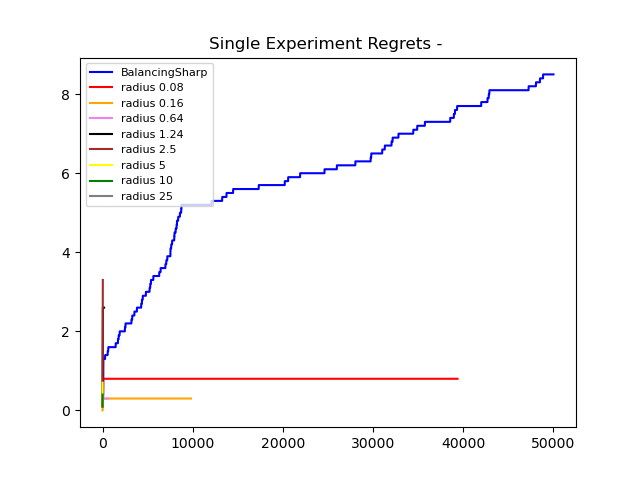 Single Experiment Regrets -
BalancingSharp
radius 0.08
radius 0.16
radius 0.64
radius 1.24
radius 2.5
radius 5
radius 10
radius 25
8
6
4
2
0
0 10000 20000 30000 40000 50000